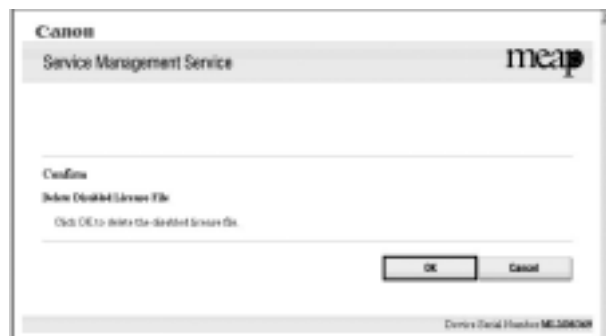 Canon
Service Management Service
meap
Confirm
Delete Disabled License File
Click OK to delete the disabled license file.
OK
Cancel
Device Serial Number